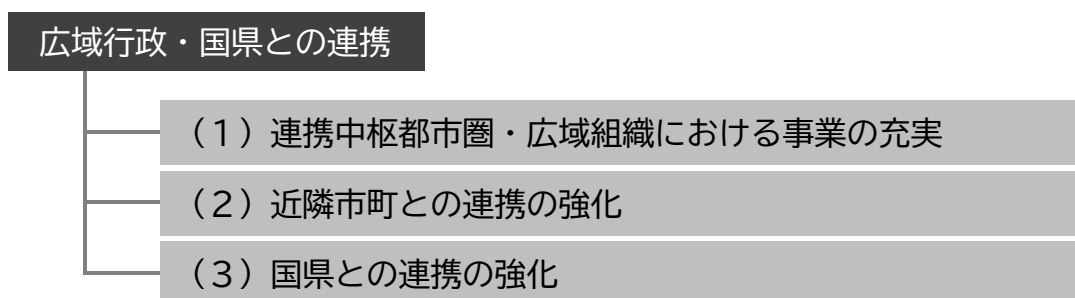 広域行政・国県との連携
（１）連携中枢都市圏・広域組織における事業の充実
（２）近隣市町との連携の強化
（３）国県との連携の強化